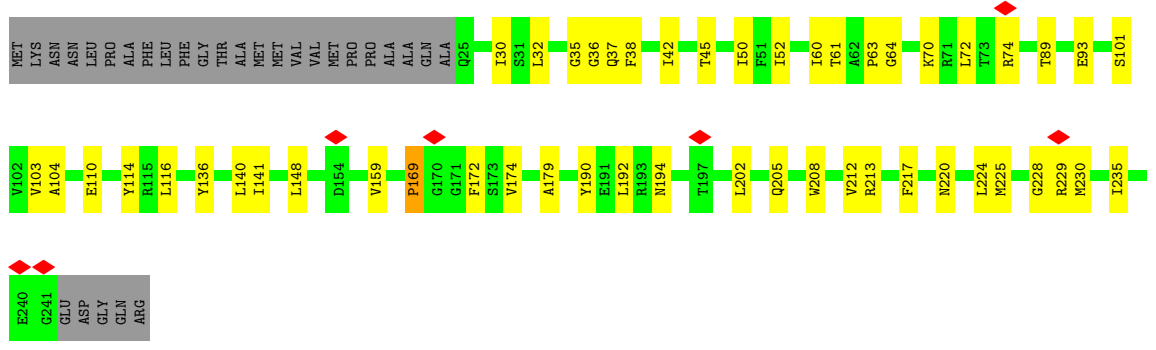 MET LYS ASN ASN LEU PRO ALA PHE LEU PHE GLY THR ALA MET MET VAL VAL MET PRO PRO ALA ALA ALA GLN ALA Q25 I30 S31 L32 G35 G36 Q37 F38 I42 T45 I50 F51 I52 I60 T61 A62 P63 G64 K70 R71 L72 T73 R74 T89 E93 S101
V102 V103 A104 E110 Y114 R115 L116 Y136 L140 I141 L148 D154 V159 P169 G170 G171 F172 S173 V174 A179 Y190 E191 L192 R193 N194 T197 L202 Q205 W208 V212 R213 F217 N220 L224 M225 G228 R229 M230 I235
E240 G241 GLU ASP GLY GLN ARG